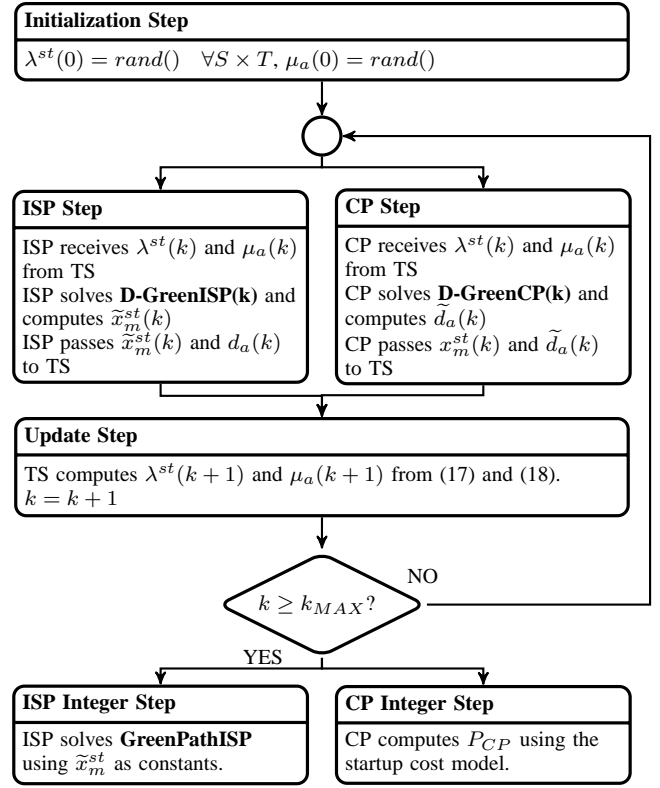 Initialization Step
λ^{st}(0) = rand() ∀S × T, μ_a(0) = rand()
ISP Step
ISP receives λ^{st}(k) and μ_a(k)
from TS
ISP solves D-GreenISP(k) and
computes x̃_m^{st}(k)
ISP passes x̃_m^{st}(k) and d_a(k)
to TS
CP Step
CP receives λ^{st}(k) and μ_a(k)
from TS
CP solves D-GreenCP(k) and
computes d̃_a(k)
CP passes x_m^{st}(k) and d̃_a(k)
to TS
Update Step
TS computes λ^{st}(k+1) and μ_a(k+1) from (17) and (18).
k = k + 1
k ≥ k_{MAX}?
NO
YES
ISP Integer Step
ISP solves GreenPathISP
using x̃_m^{st} as constants.
CP Integer Step
CP computes P_{CP} using the
startup cost model.